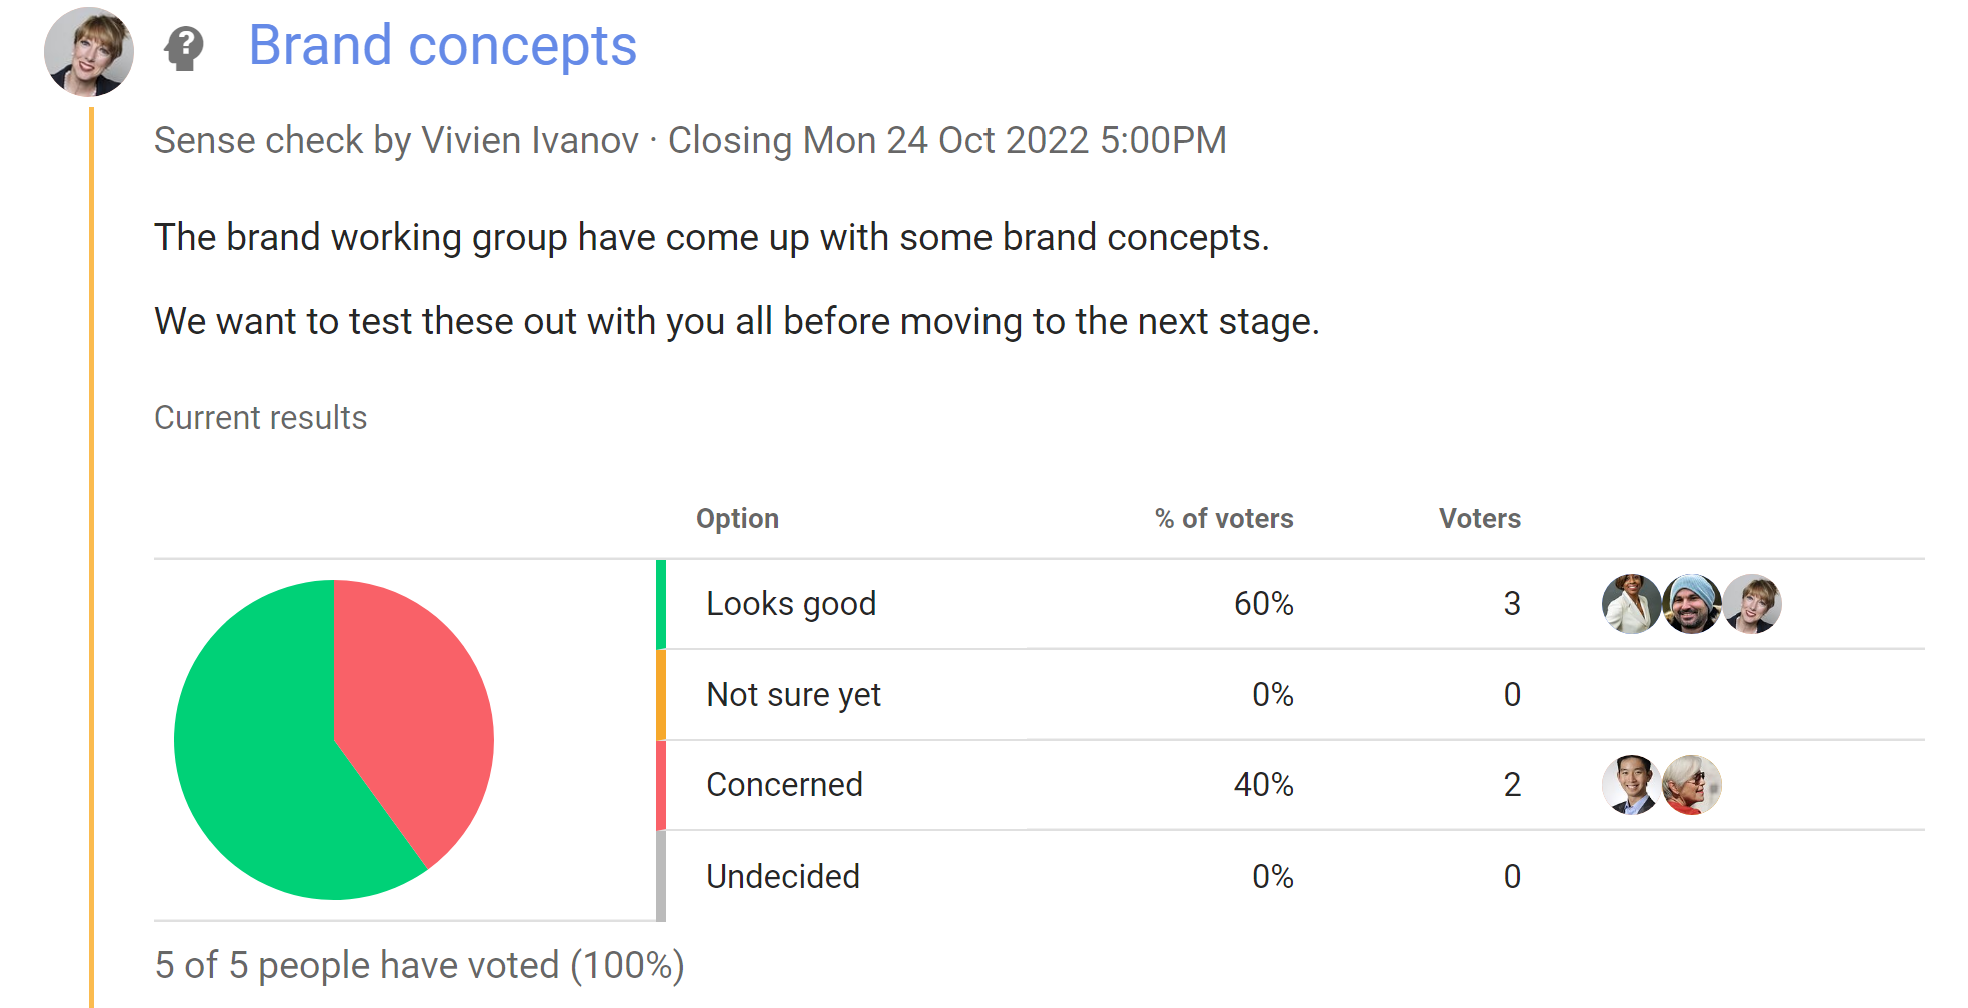 Brand concepts
Sense check by Vivien Ivanov · Closing Mon 24 Oct 2022 5:00PM
The brand working group have come up with some brand concepts.
We want to test these out with you all before moving to the next stage.
Current results
Option % of voters Voters
Looks good 60% 3
Not sure yet 0% 0
Concerned 40% 2
Undecided 0% 0
5 of 5 people have voted (100%)